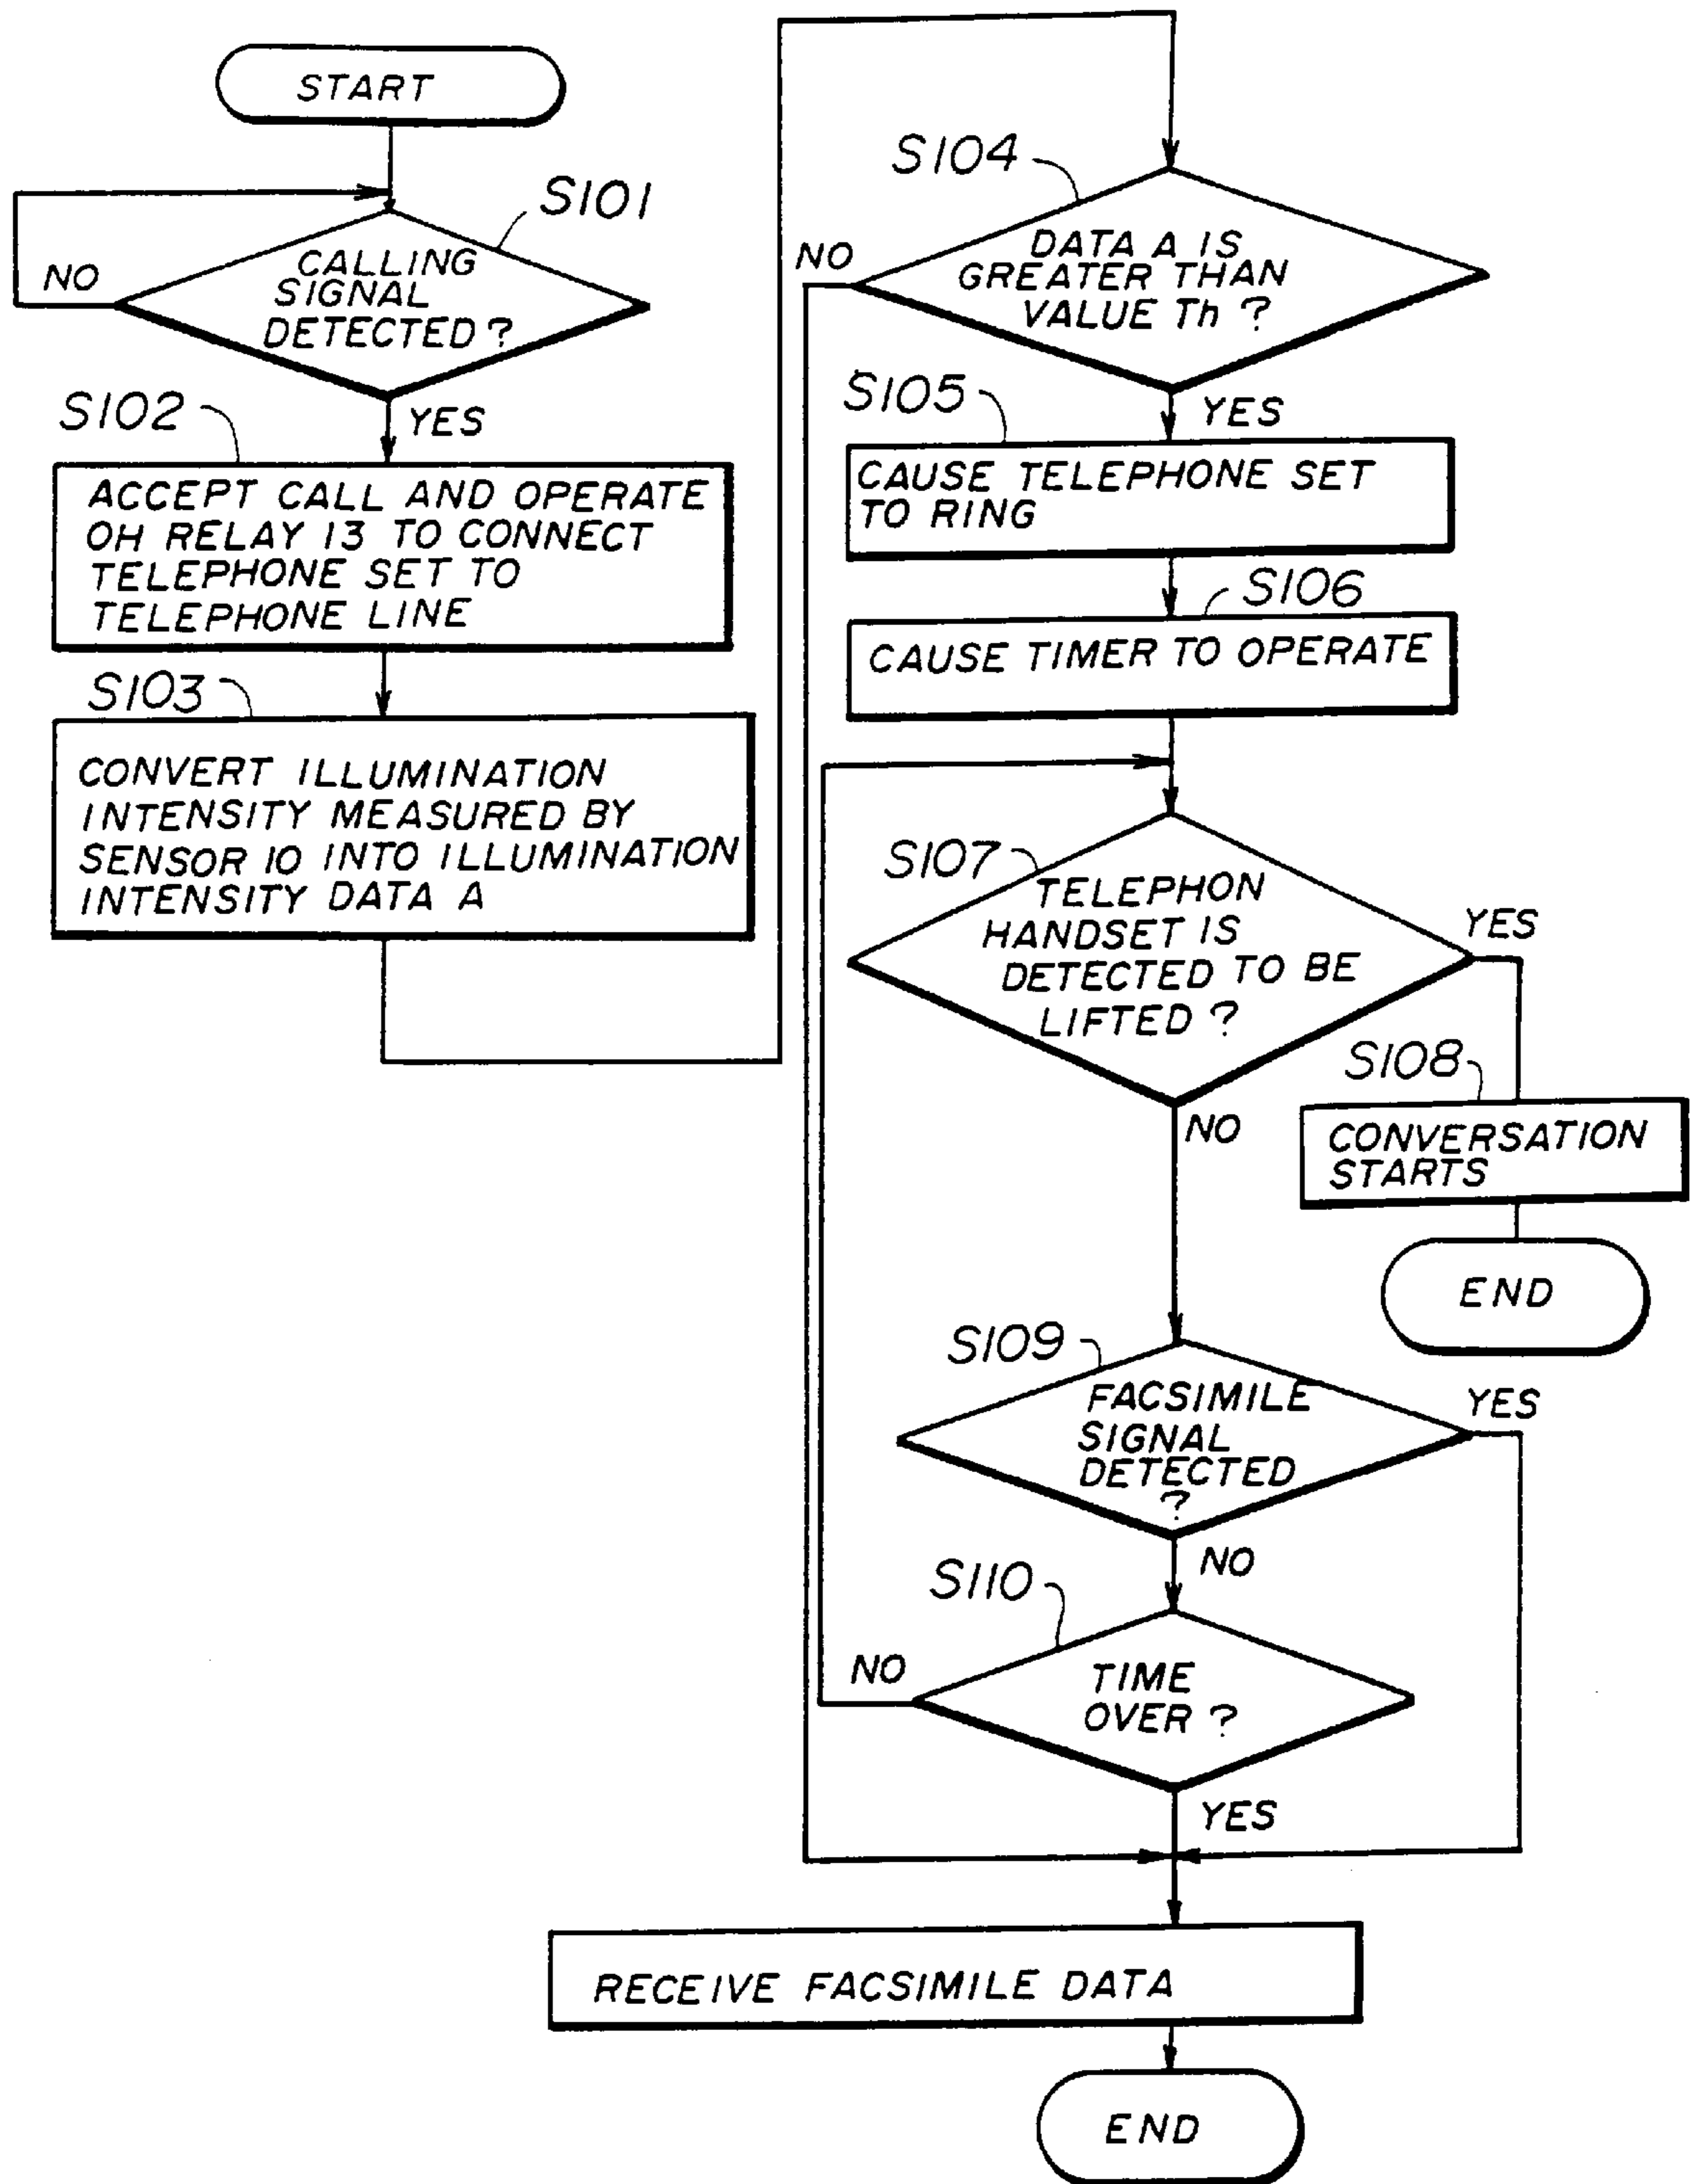 START
S101
CALLING
SIGNAL
DETECTED?
NO
YES
S102
ACCEPT CALL AND OPERATE
OH RELAY 13 TO CONNECT
TELEPHONE SET TO
TELEPHONE LINE
S103
CONVERT ILLUMINATION
INTENSITY MEASURED BY
SENSOR 10 INTO ILLUMINATION
INTENSITY DATA A
S104
DATA A IS
GREATER THAN
VALUE Th ?
NO
YES
S105
CAUSE TELEPHONE SET
TO RING
S106
CAUSE TIMER TO OPERATE
S107
TELEPHON
HANDSET IS
DETECTED TO BE
LIFTED ?
YES
NO
S108
CONVERSATION
STARTS
END
S109
FACSIMILE
SIGNAL
DETECTED
?
YES
NO
S110
TIME
OVER ?
NO
YES
RECEIVE FACSIMILE DATA
END